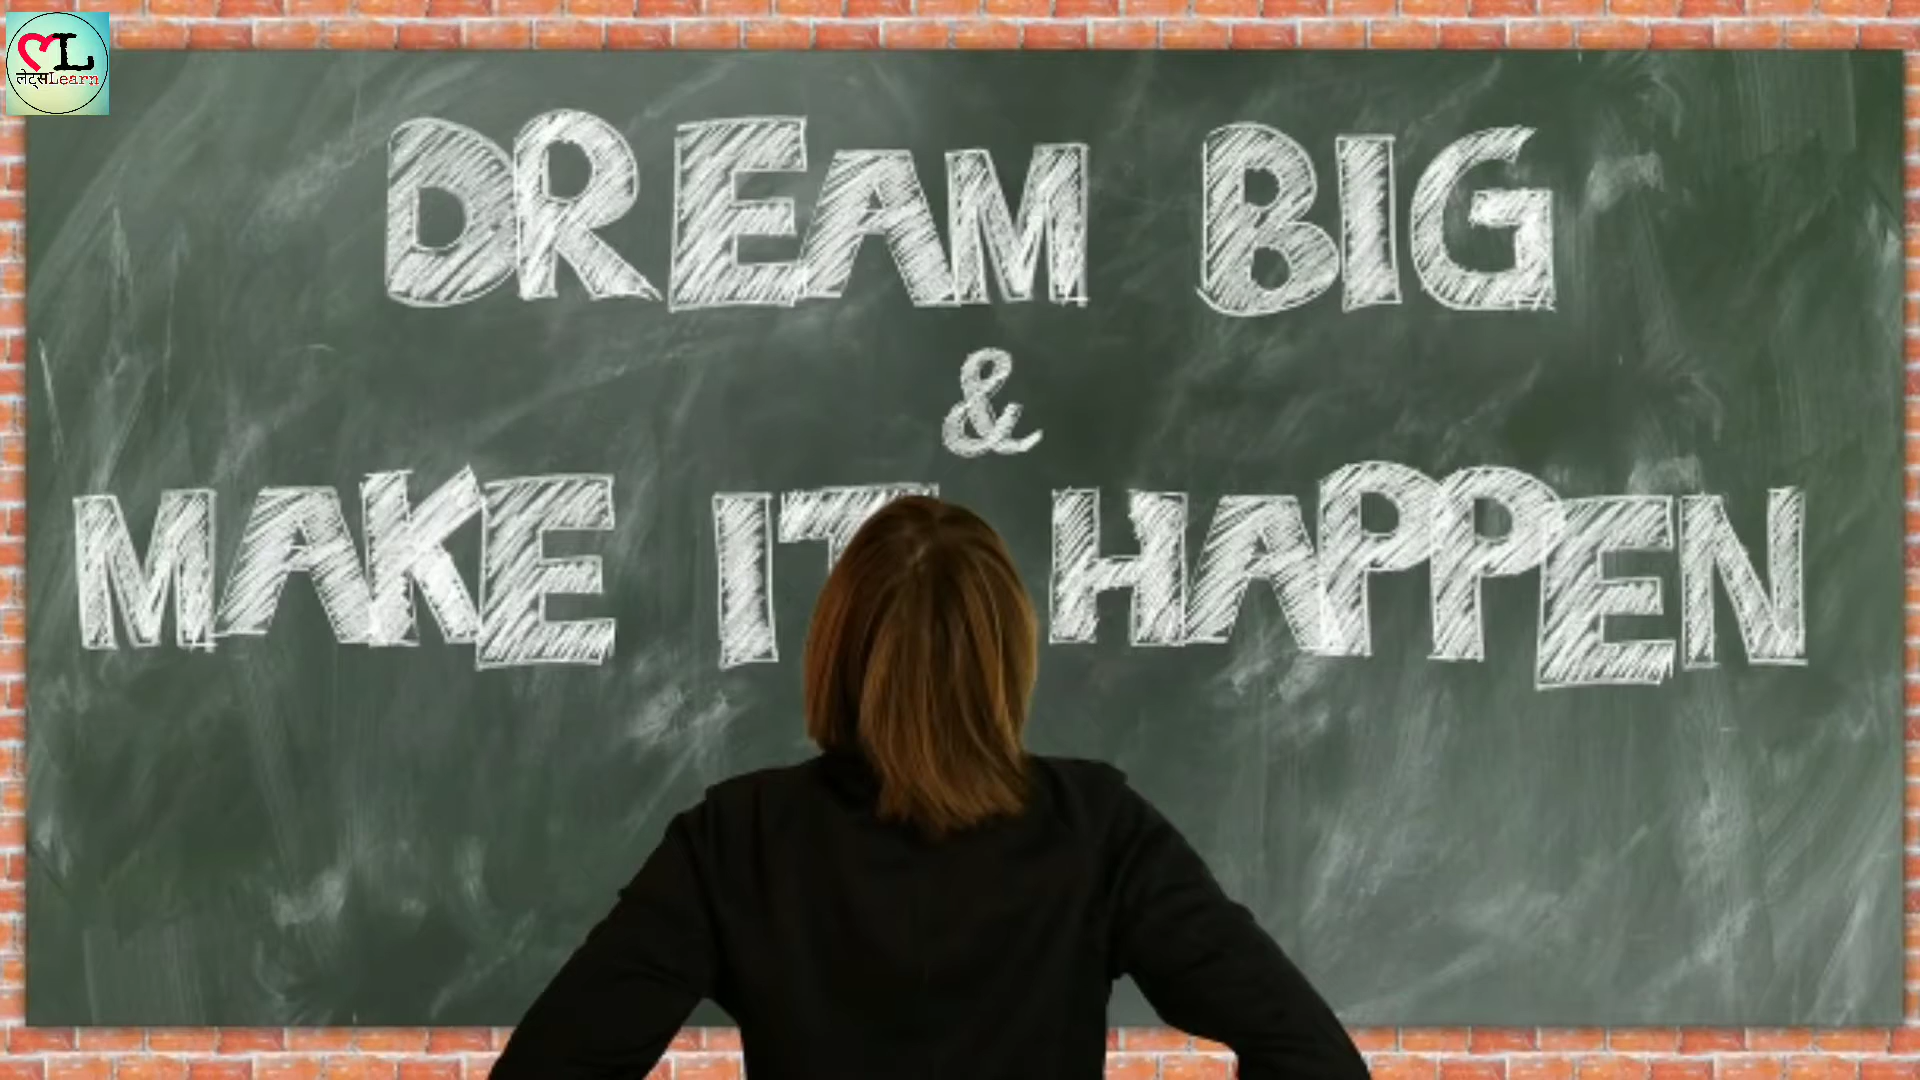 लेट्सLearn
DREAM BIG
&
MAKE IT HAPPEN